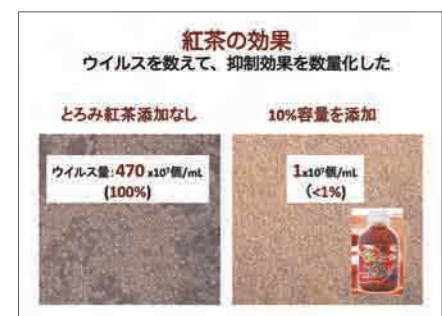 紅茶の効果
ウイルスを数えて、抑制効果を数量化した
とろみ紅茶添加なし
10%容量を添加
ウイルス量:470 x10⁷個/mL
(100%)
1x10⁷個/mL
(<1%)